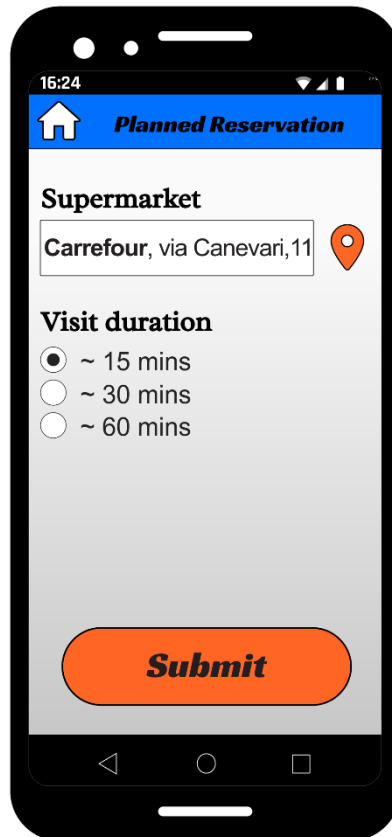 16:24
Planned Reservation
Supermarket
Carrefour, via Canevari,11
Visit duration
~ 15 mins
~ 30 mins
~ 60 mins
Submit